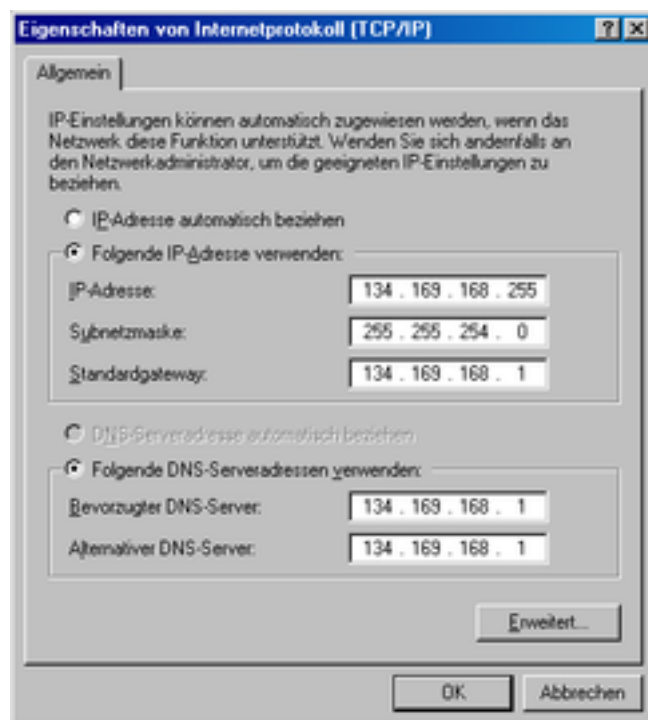 Eigenschaften von Internetprotokoll (TCP/IP)
Allgemein
IP-Einstellungen können automatisch zugewiesen werden, wenn das
Netzwerk diese Funktion unterstützt. Wenden Sie sich andernfalls an
den Netzwerkadministrator, um die geeigneten IP-Einstellungen zu
beziehen.
IP-Adresse automatisch beziehen
Folgende IP-Adresse verwenden:
IP-Adresse: 134 . 169 . 168 . 255
Subnetzmaske: 255 . 255 . 254 . 0
Standardgateway: 134 . 169 . 168 . 1
DNS-Serveradresse automatisch beziehen
Folgende DNS-Serveradressen verwenden:
Bevorzugter DNS-Server: 134 . 169 . 168 . 1
Alternativer DNS-Server: 134 . 169 . 168 . 1
Erweitert...
OK Abbrechen